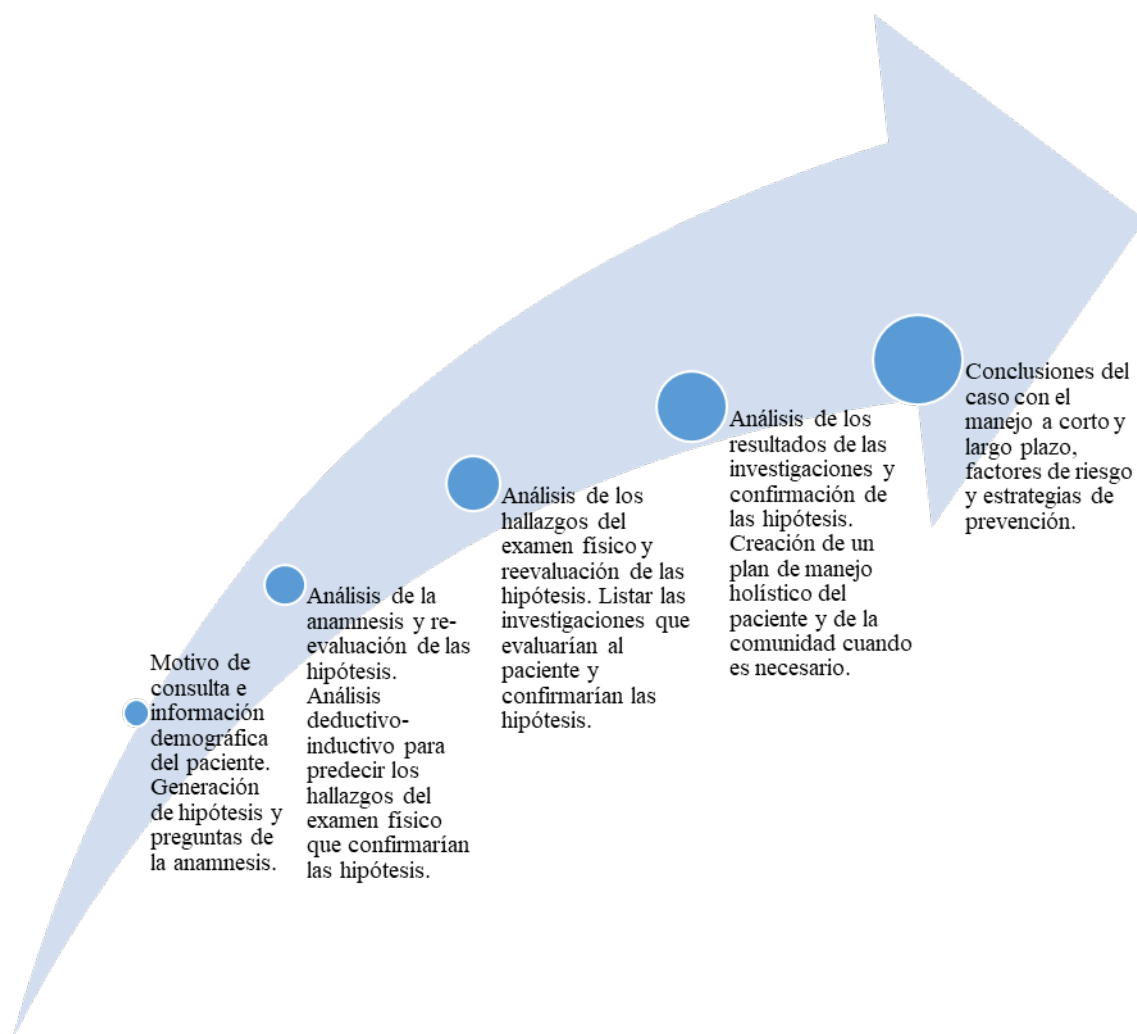 Motivo de
consulta e
información
demográfica
del paciente.
Generación
de hipótesis y
preguntas de
la anamnesis.
Análisis de la
anamnesis y re-
evaluación de las
hipótesis.
Análisis
deductivo-
inductivo para
predecir los
hallazgos del
examen físico
que confirmarían
las hipótesis.
Análisis de los
hallazgos del
examen físico y
reevaluación de las
hipótesis. Listar las
investigaciones que
evaluarían al
paciente y
confirmarían las
hipótesis.
Análisis de los
resultados de las
investigaciones y
confirmación de
las hipótesis.
Creación de un
plan de manejo
holístico del
paciente y de la
comunidad cuando
es necesario.
Conclusiones del
caso con el
manejo a corto y
largo plazo,
factores de riesgo
y estrategias de
prevención.